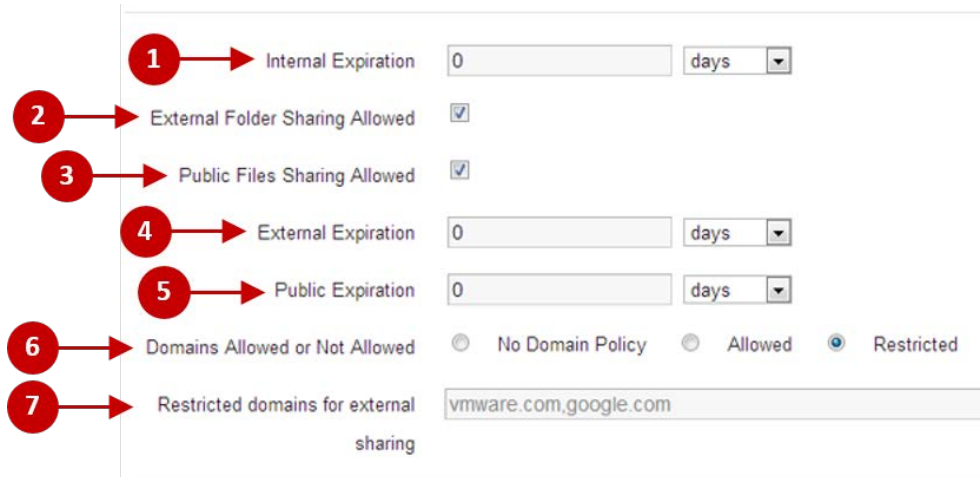 1 Internal Expiration 0 days
2 External Folder Sharing Allowed
3 Public Files Sharing Allowed
4 External Expiration 0 days
5 Public Expiration 0 days
6 Domains Allowed or Not Allowed No Domain Policy Allowed Restricted
7 Restricted domains for external vmware.com,google.com
sharing